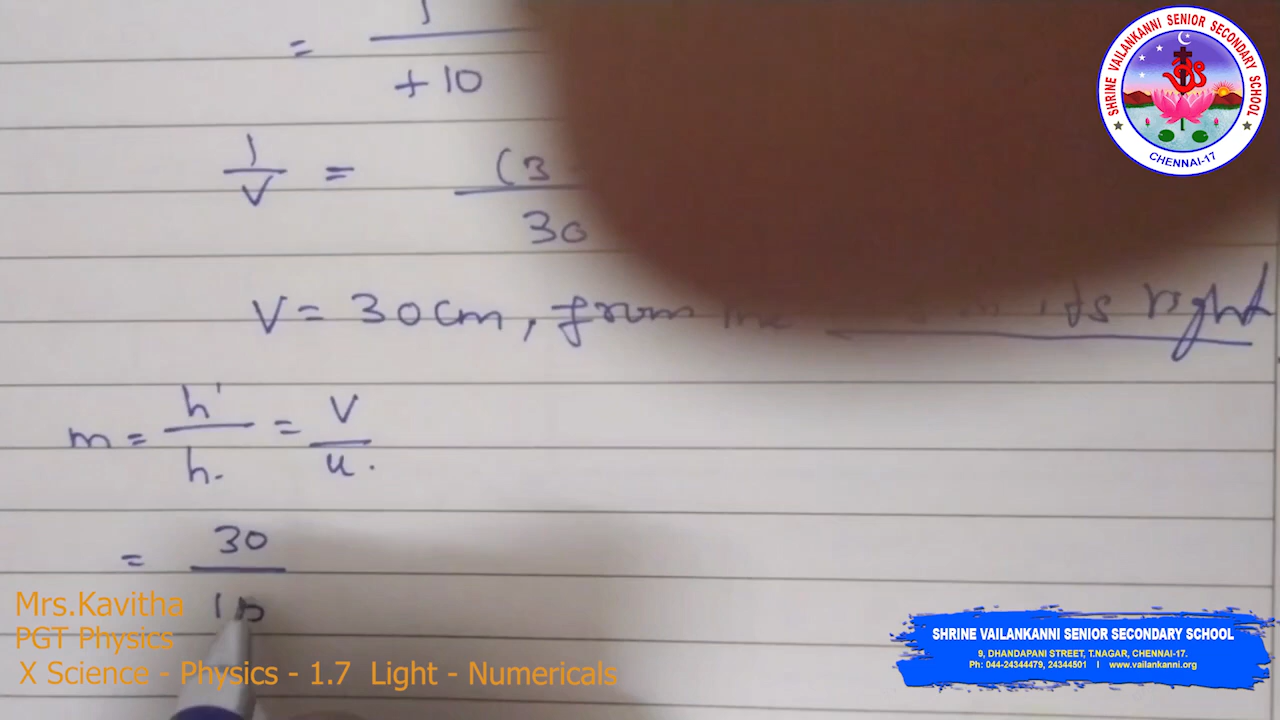 = 1 / +10
1/V = (3 / 30
V = 30cm, from the its right
m = h'/h. = V/u.
= 30 / 15
Mrs.Kavitha
PGT Physics
X Science - Physics - 1.7 Light - Numericals
SHRINE VAILANKANNI SENIOR SECONDARY SCHOOL
CHENNAI-17
SHRINE VAILANKANNI SENIOR SECONDARY SCHOOL
9, DHANDAPANI STREET, T.NAGAR, CHENNAI-17.
Ph: 044-24344479, 24344501 I www.vailankanni.org